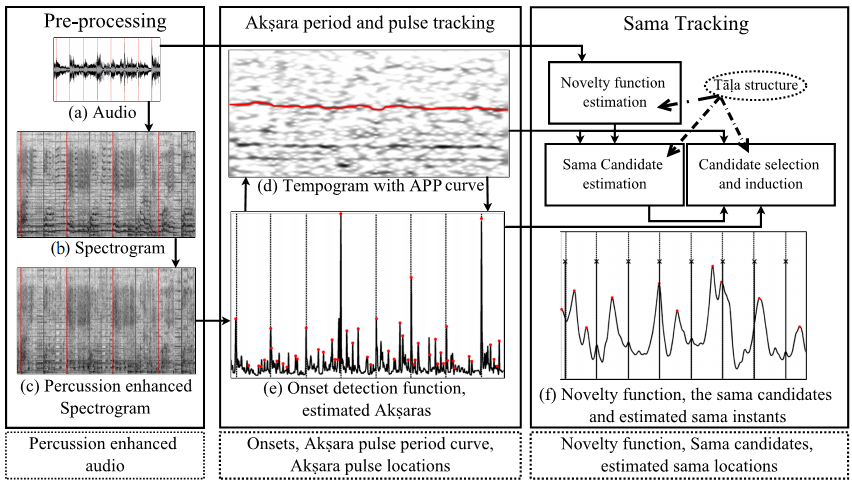 Pre-processing
(a) Audio
(b) Spectrogram
(c) Percussion enhanced
Spectrogram
Percussion enhanced
audio
Akṣara period and pulse tracking
(d) Tempogram with APP curve
(e) Onset detection function,
estimated Akṣaras
Onsets, Akṣara pulse period curve,
Akṣara pulse locations
Sama Tracking
Novelty function
estimation
Tāḷa structure
Sama Candidate
estimation
Candidate selection
and induction
(f) Novelty function, the sama candidates
and estimated sama instants
Novelty function, Sama candidates,
estimated sama locations